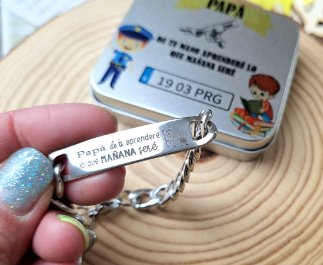 PAPÁ
DE TU MANO APRENDERÉ LO
QUE MAÑANA SERÉ
19 03 PRG
Papá de ti aprenderé
lo que MAÑANA seré